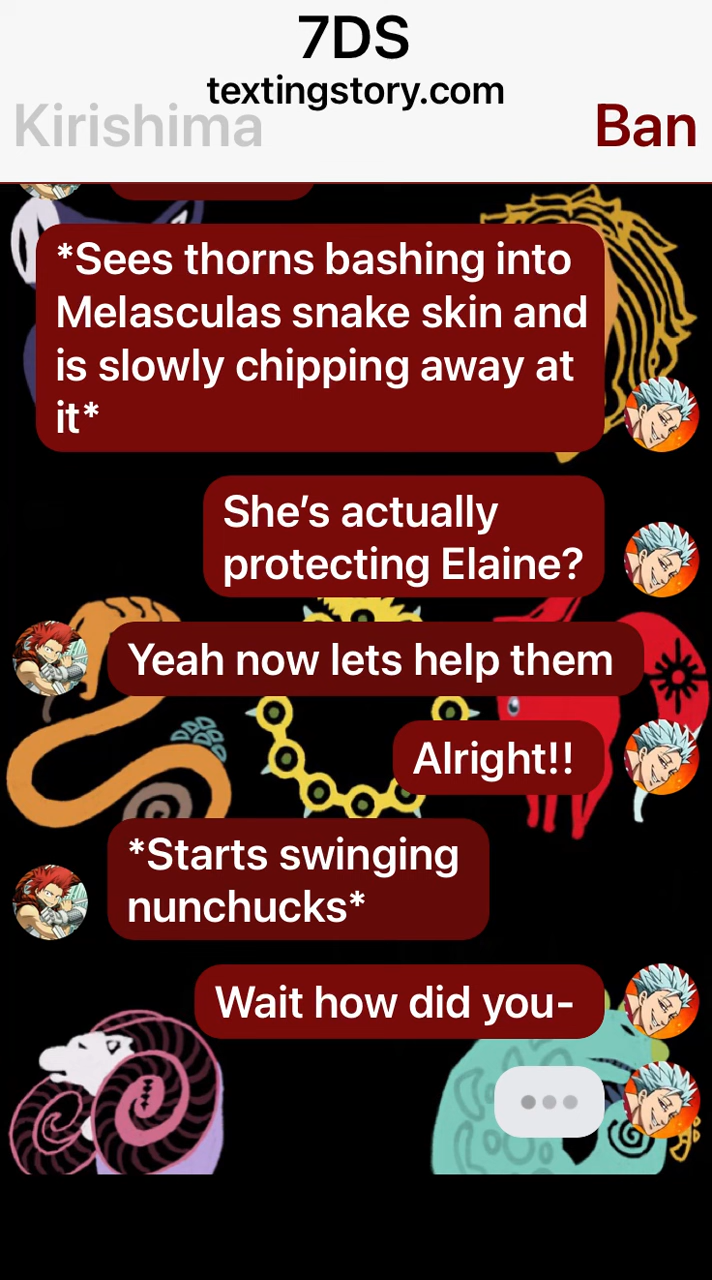 7DS
textingstory.com
Kirishima
Ban
*Sees thorns bashing into
Melasculas snake skin and
is slowly chipping away at
it*
She's actually
protecting Elaine?
Yeah now lets help them
Alright!!
*Starts swinging
nunchucks*
Wait how did you-